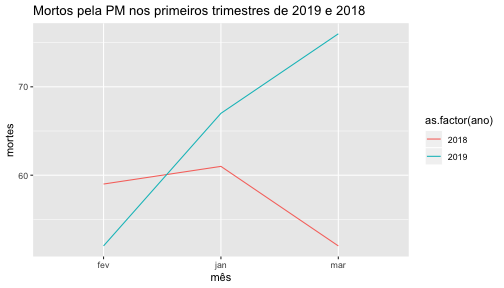 Mortos pela PM nos primeiros trimestres de 2019 e 2018
mortes
70
60
fev
jan
mar
mês
as.factor(ano)
2018
2019